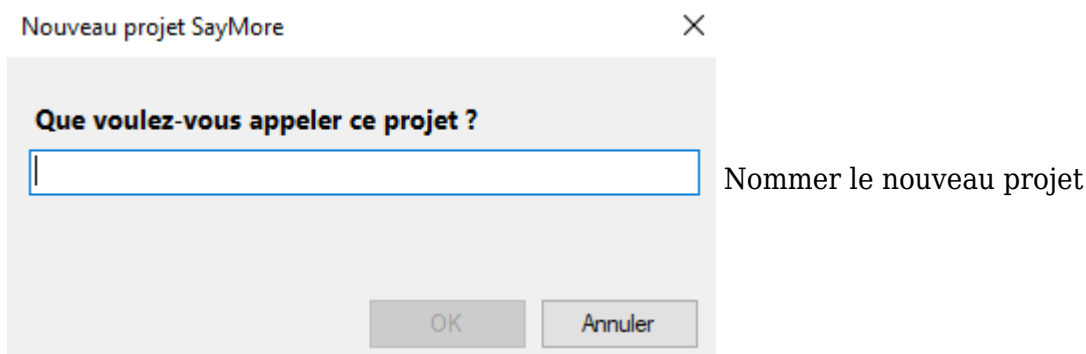 Nouveau projet SayMore
Que voulez-vous appeler ce projet ?
Nommer le nouveau projet
OK
Annuler